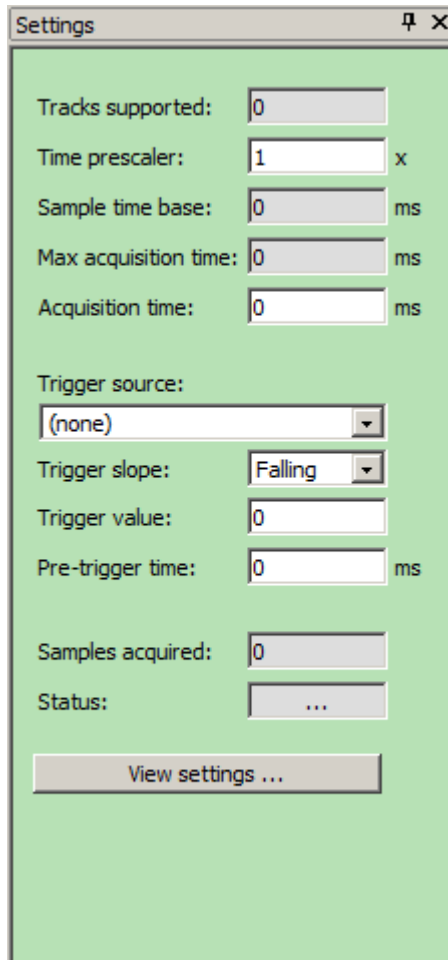 Settings
Tracks supported: 0
Time prescaler: 1 x
Sample time base: 0 ms
Max acquisition time: 0 ms
Acquisition time: 0 ms
Trigger source:
(none)
Trigger slope: Falling
Trigger value: 0
Pre-trigger time: 0 ms
Samples acquired: 0
Status: ...
View settings ...